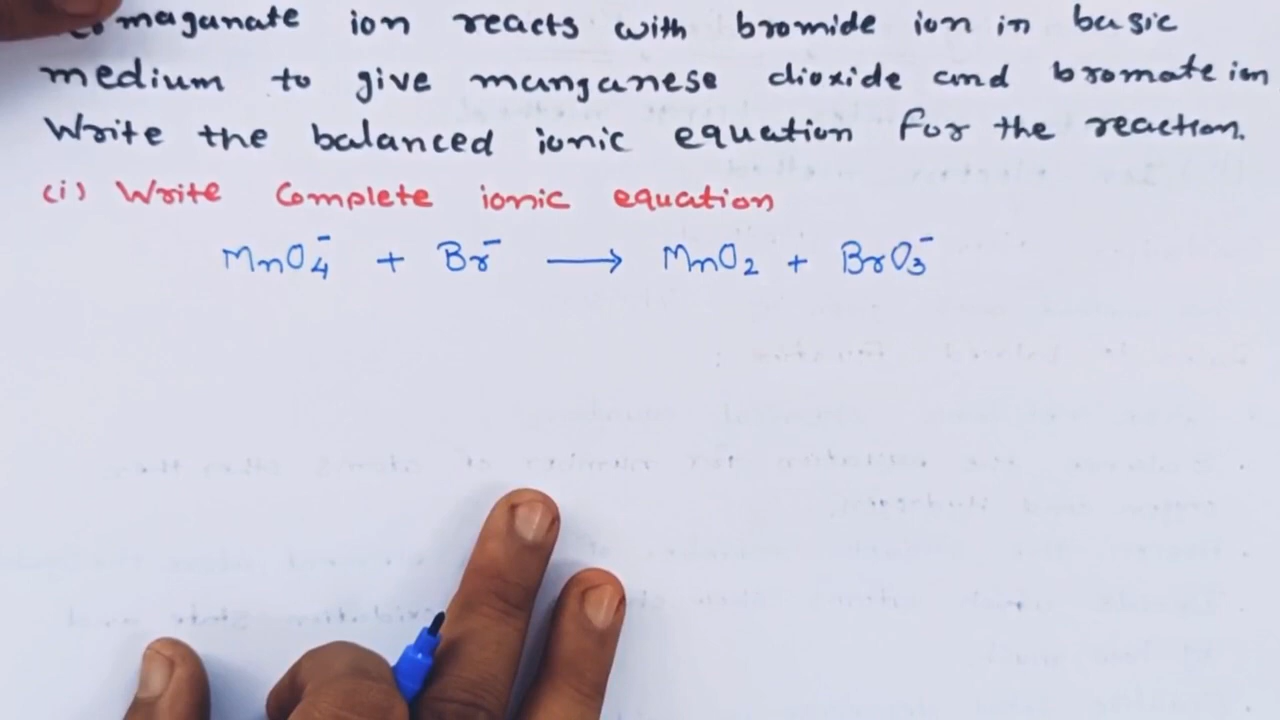 maganate ion reacts with bromide ion in basic
medium to give manganese dioxide and bromate ion
Write the balanced ionic equation for the reaction.
(i) Write Complete ionic equation
MnO₄⁻ + Br⁻ ⟶ MnO₂ + BrO₃⁻